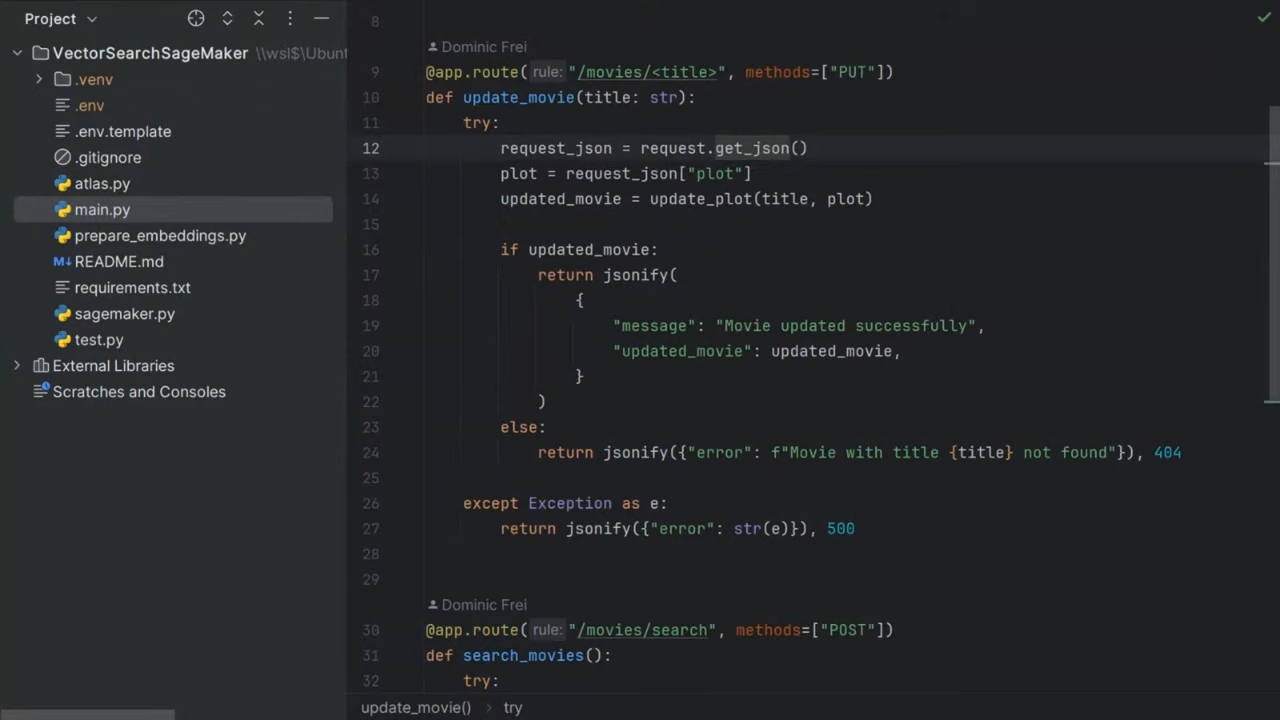 Project
VectorSearchSageMaker \\wsl$\Ubunt
.venv
.env
.env.template
.gitignore
atlas.py
main.py
prepare_embeddings.py
M↓ README.md
requirements.txt
sagemaker.py
test.py
External Libraries
Scratches and Consoles
8
Dominic Frei
9 @app.route( rule: "/movies/<title>", methods=["PUT"])
10 def update_movie(title: str):
11 try:
12 request_json = request.get_json()
13 plot = request_json["plot"]
14 updated_movie = update_plot(title, plot)
15
16 if updated_movie:
17 return jsonify(
18 {
19 "message": "Movie updated successfully",
20 "updated_movie": updated_movie,
21 }
22 )
23 else:
24 return jsonify({"error": f"Movie with title {title} not found"}), 404
25
26 except Exception as e:
27 return jsonify({"error": str(e)}), 500
28
29
Dominic Frei
30 @app.route( rule: "/movies/search", methods=["POST"])
31 def search_movies():
32 try:
update_movie() › try